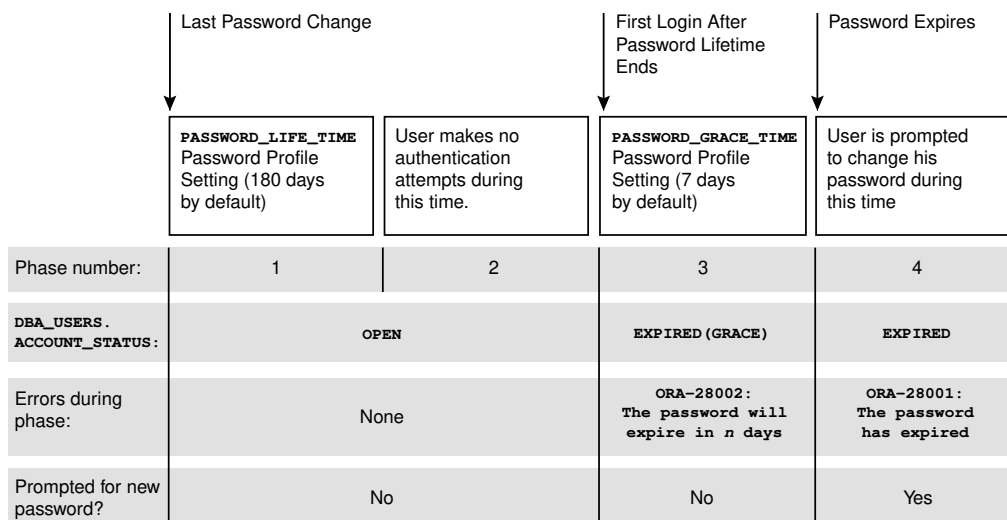 Last Password Change
First Login After
Password Lifetime
Ends
Password Expires
PASSWORD_LIFE_TIME
Password Profile
Setting (180 days
by default)
User makes no
authentication
attempts during
this time.
PASSWORD_GRACE_TIME
Password Profile
Setting (7 days
by default)
User is prompted
to change his
password during
this time
Phase number:
1
2
3
4
DBA_USERS.
ACCOUNT_STATUS:
OPEN
EXPIRED(GRACE)
EXPIRED
Errors during
phase:
None
ORA-28002:
The password will
expire in n days
ORA-28001:
The password
has expired
Prompted for new
password?
No
No
Yes